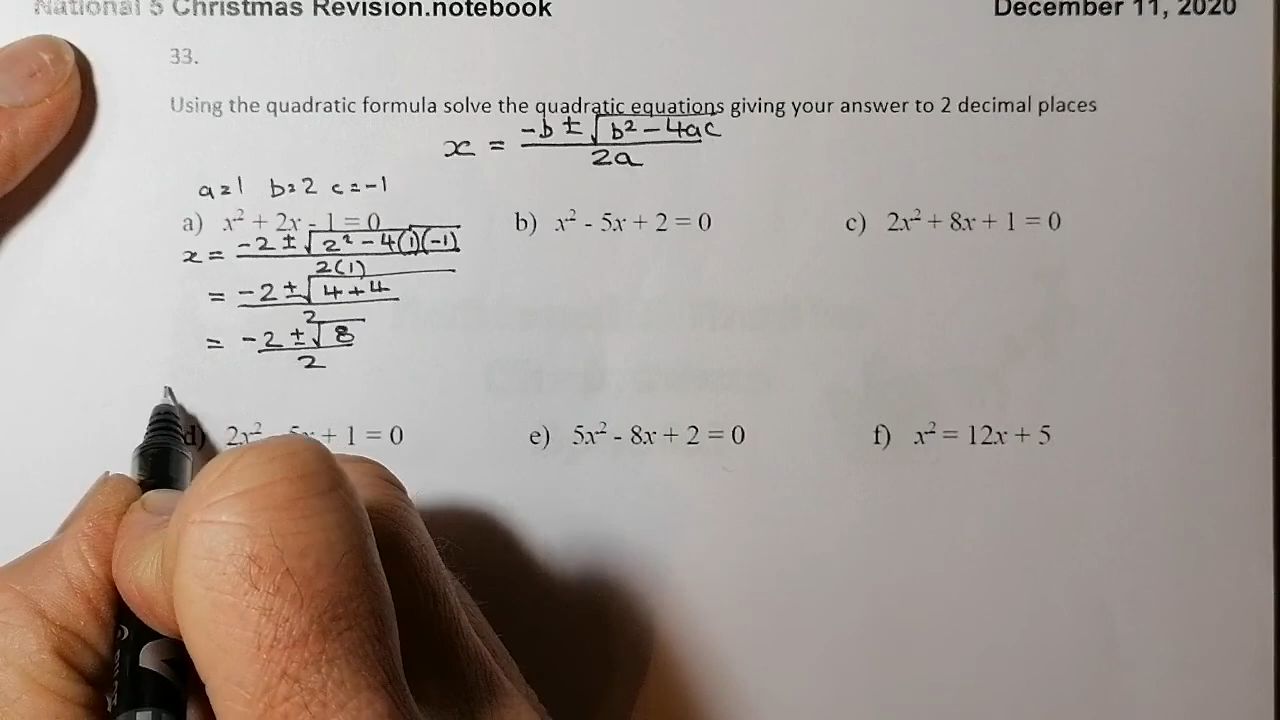 National 5 Christmas Revision.notebook
December 11, 2020
33.
Using the quadratic formula solve the quadratic equations giving your answer to 2 decimal places
x = (-b ± √(b² - 4ac)) / 2a
a=1 b=2 c=-1
a) x² + 2x - 1 = 0
b) x² - 5x + 2 = 0
c) 2x² + 8x + 1 = 0
x = (-2 ± √(2² - 4(1)(-1))) / 2(1)
= (-2 ± √(4+4)) / 2
= (-2 ± √8) / 2
d) 2x² - 5x + 1 = 0
e) 5x² - 8x + 2 = 0
f) x² = 12x + 5